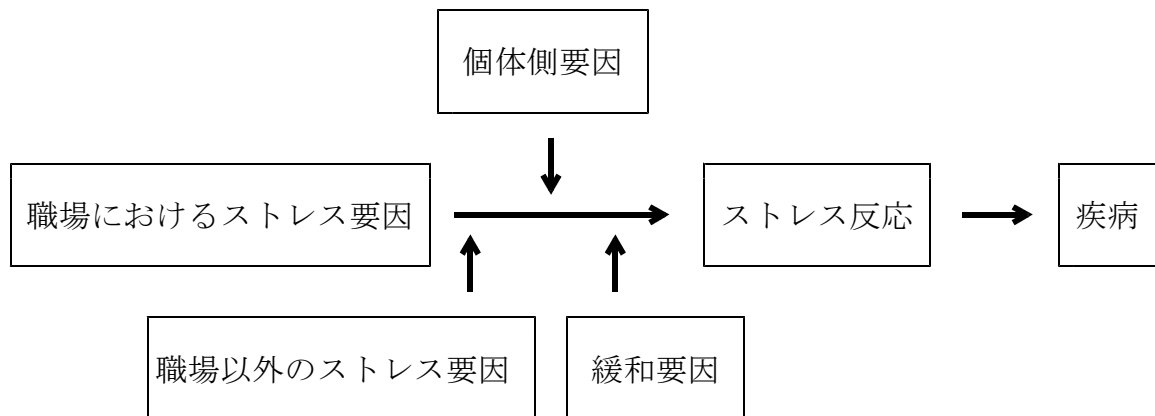 個体側要因
職場におけるストレス要因
ストレス反応
疾病
職場以外のストレス要因
緩和要因